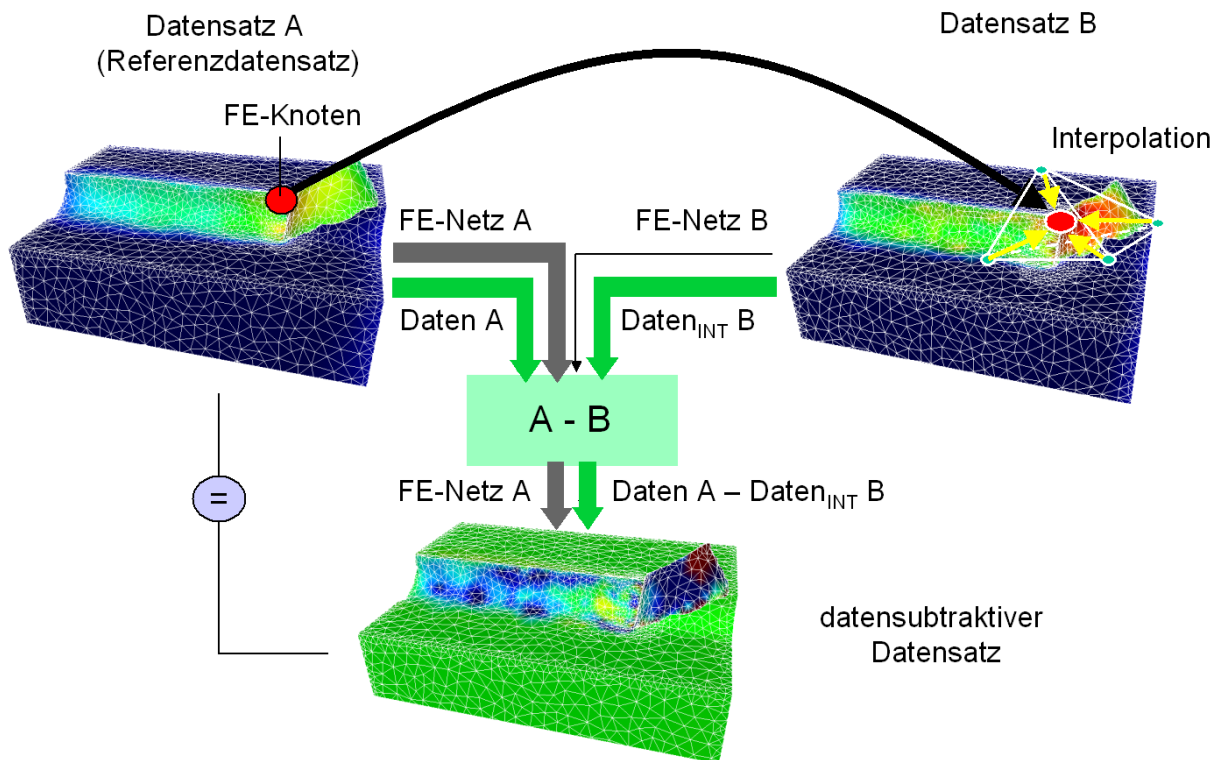 Datensatz A
(Referenzdatensatz)
Datensatz B
FE-Knoten
Interpolation
FE-Netz A
FE-Netz B
Daten A
DatenINT B
A - B
FE-Netz A
Daten A – DatenINT B
=
datensubtraktiver
Datensatz